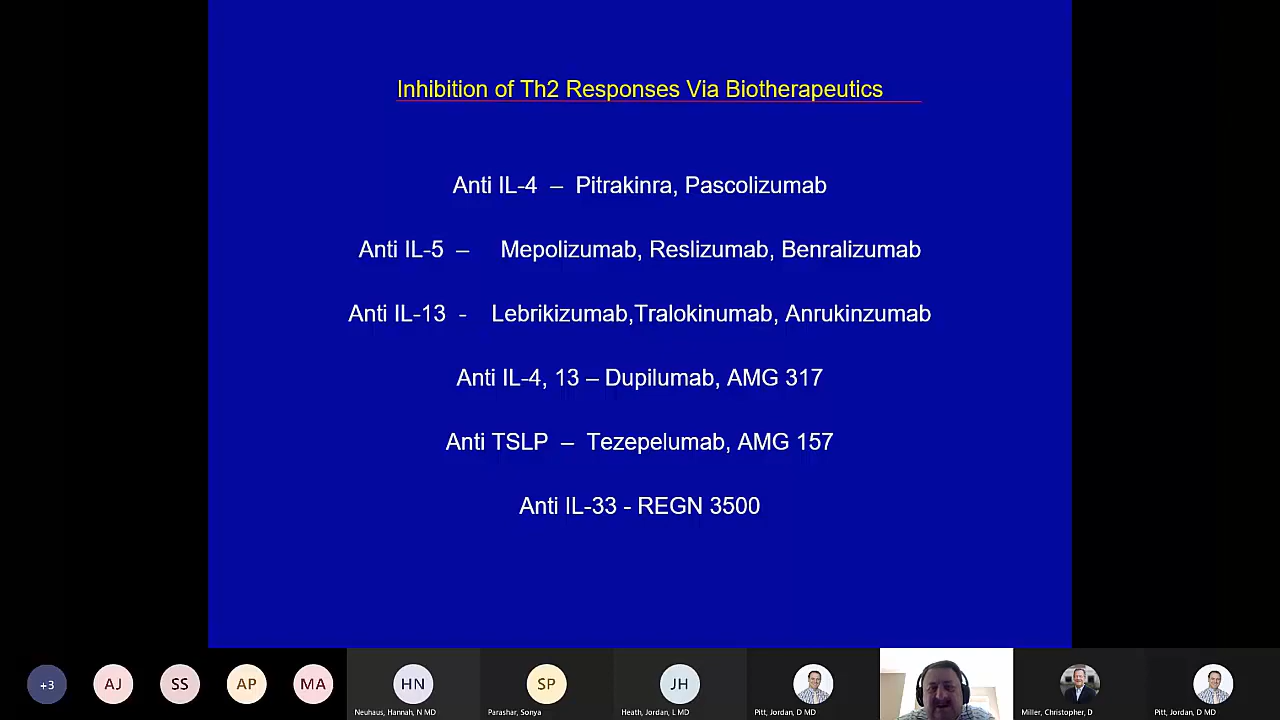 Inhibition of Th2 Responses Via Biotherapeutics
Anti IL-4 – Pitrakinra, Pascolizumab
Anti IL-5 – Mepolizumab, Reslizumab, Benralizumab
Anti IL-13 - Lebrikizumab,Tralokinumab, Anrukinzumab
Anti IL-4, 13 – Dupilumab, AMG 317
Anti TSLP – Tezepelumab, AMG 157
Anti IL-33 - REGN 3500
+3
AJ
SS
AP
MA
HN
Neuhaus, Hannah, N MD
SP
Parashar, Sonya
JH
Heath, Jordan, L MD
Pitt, Jordan, D MD
Miller, Christopher, D
Pitt, Jordan, D MD